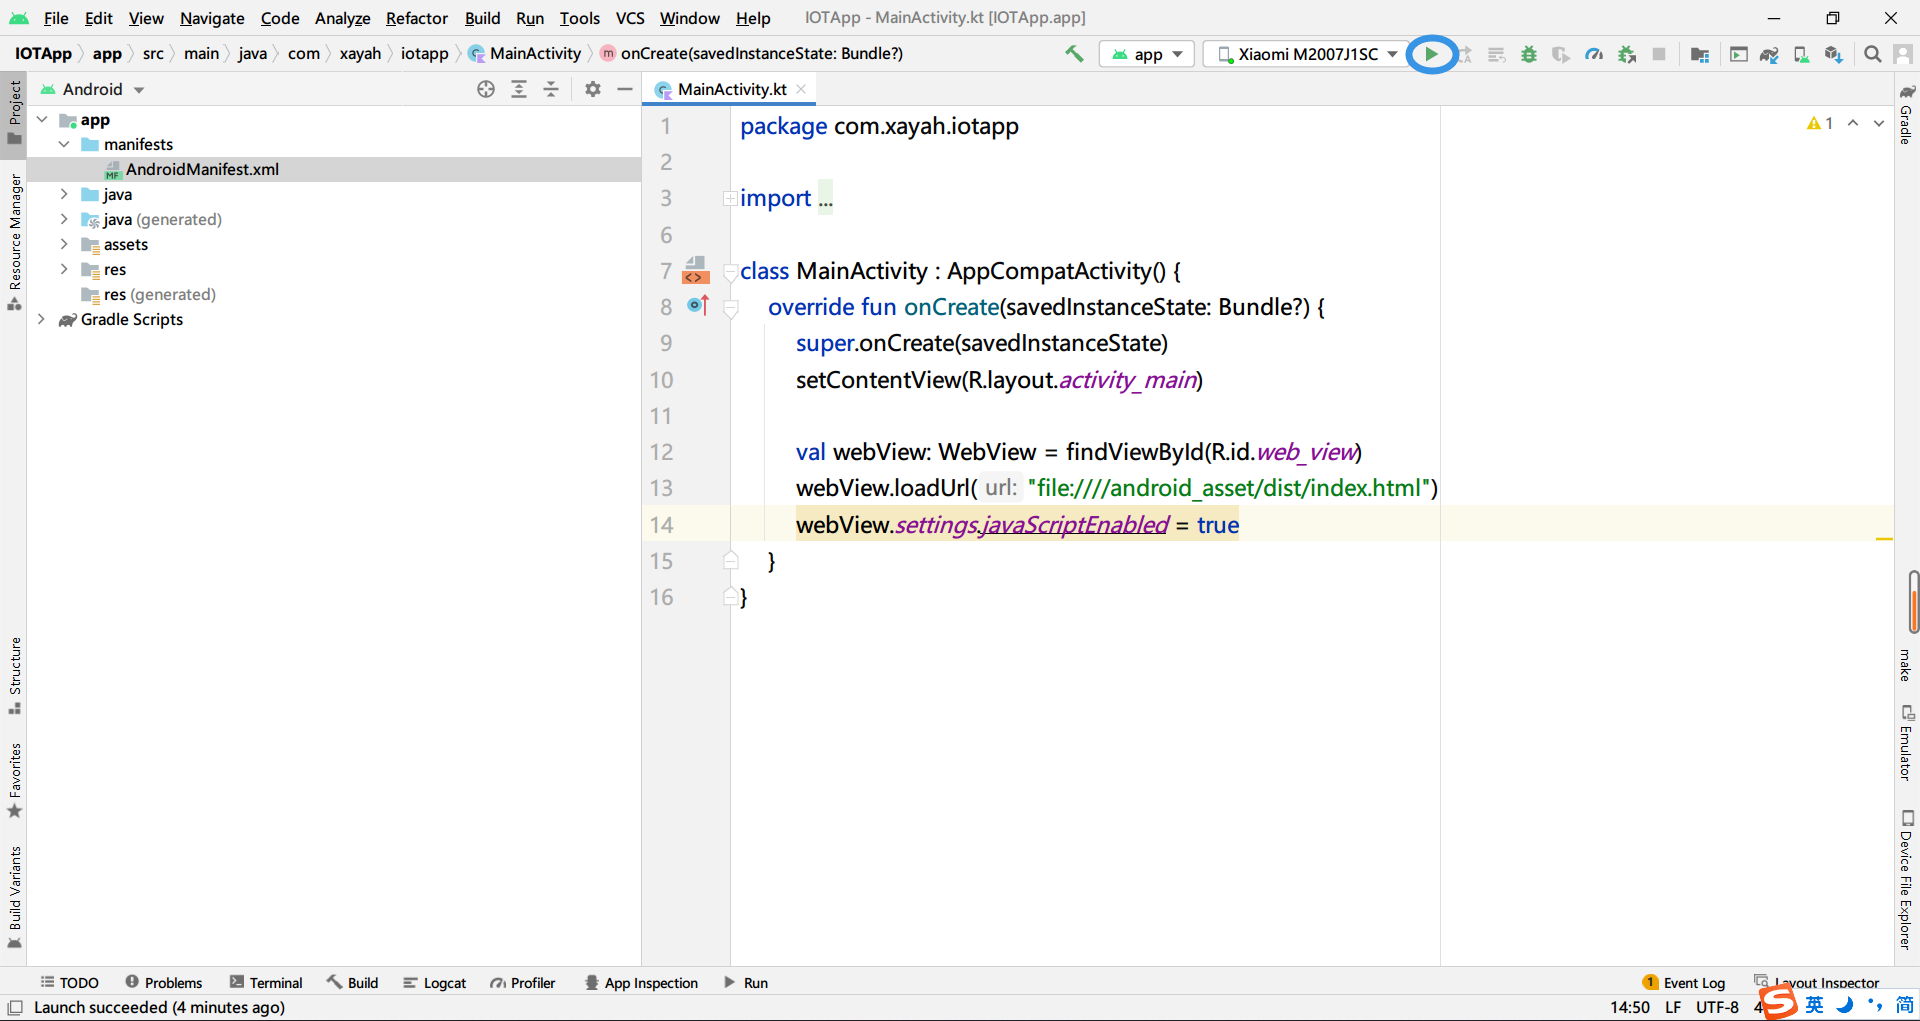 File Edit View Navigate Code Analyze Refactor Build Run Tools VCS Window Help IOTApp - MainActivity.kt [IOTApp.app]
IOTApp app src main java com xayah iotapp MainActivity m onCreate(savedInstanceState: Bundle?) app Xiaomi M2007J1SC
Android
MainActivity.kt
app
manifests
MF AndroidManifest.xml
java
java (generated)
assets
res
res (generated)
Gradle Scripts
1 package com.xayah.iotapp
2
3 import ...
6
7 class MainActivity : AppCompatActivity() {
8 override fun onCreate(savedInstanceState: Bundle?) {
9 super.onCreate(savedInstanceState)
10 setContentView(R.layout.activity_main)
11
12 val webView: WebView = findViewById(R.id.web_view)
13 webView.loadUrl( url: "file:////android_asset/dist/index.html")
14 webView.settings.javaScriptEnabled = true
15 }
16 }
1
Project
Resource Manager
Structure
Favorites
Build Variants
Gradle
make
Emulator
Device File Explorer
TODO Problems Terminal Build Logcat Profiler App Inspection Run 1 Event Log Layout Inspector
Launch succeeded (4 minutes ago) 14:50 LF UTF-8 4
S 英 简